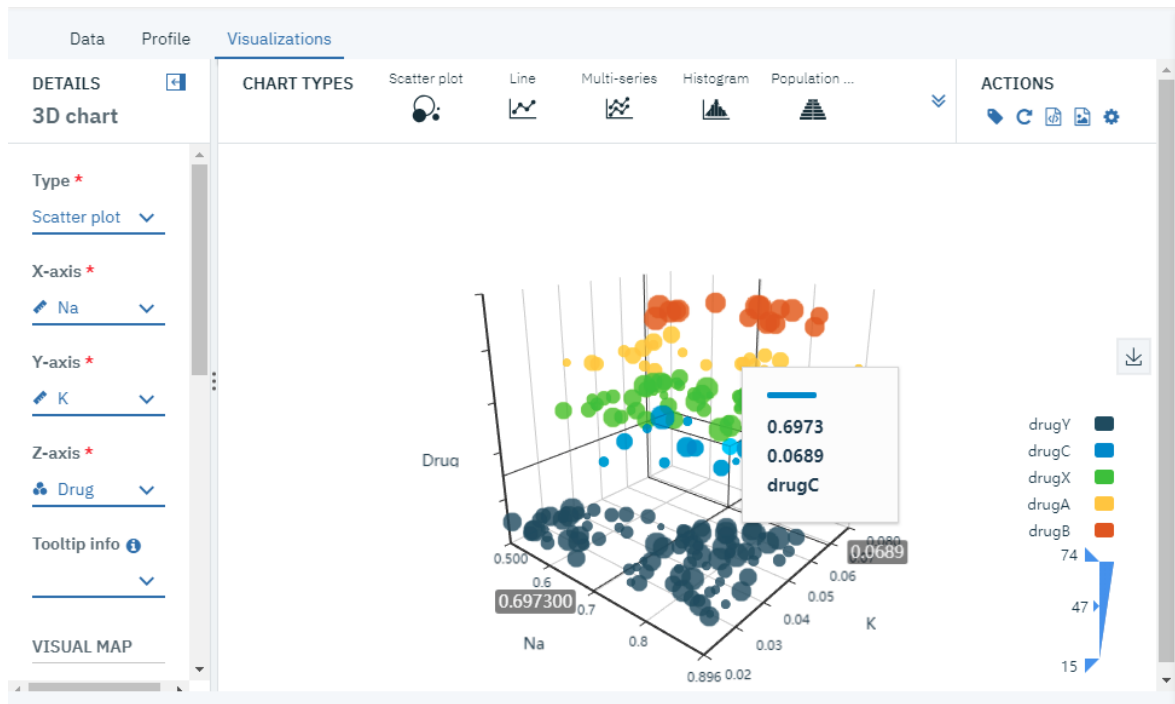 Data Profile Visualizations
DETAILS
3D chart
Type *
Scatter plot
X-axis *
Na
Y-axis *
K
Z-axis *
Drug
Tooltip info
VISUAL MAP
CHART TYPES
Scatter plot Line Multi-series Histogram Population ...
ACTIONS
Drug
0.6973
0.0689
drugC
0.500
0.6
0.697300
0.7
0.8
0.896
Na
0.02
0.03
0.04
0.05
0.06
0.0689
0.080
K
drugY
drugC
drugX
drugA
drugB
74
47
15